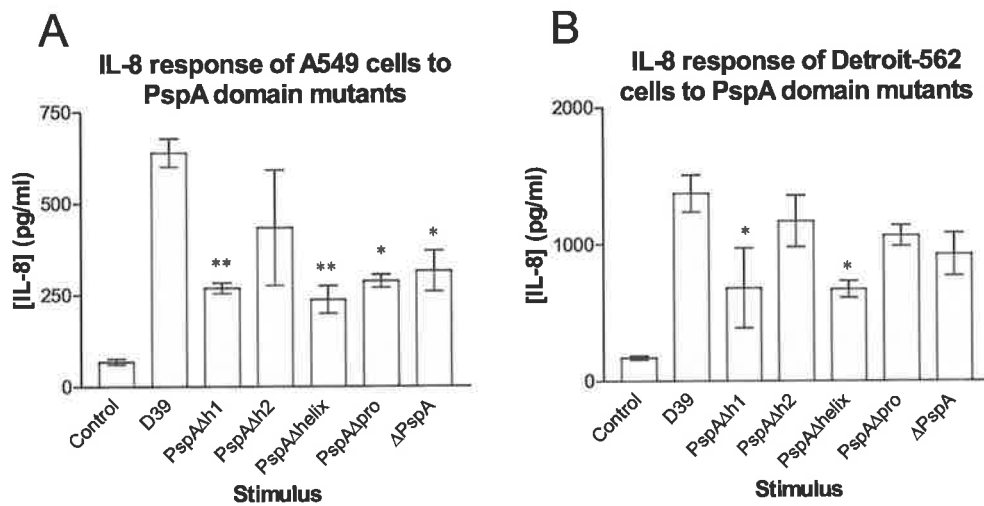 A
IL-8 response of A549 cells to
PspA domain mutants
[IL-8] (pg/ml)
750
500
250
0
**
**
*
*
Control
D39
PspAΔh1
PspAΔh2
PspAΔhelix
PspAΔpro
ΔPspA
Stimulus
B
IL-8 response of Detroit-562
cells to PspA domain mutants
[IL-8] (pg/ml)
2000
1000
0
*
*
Control
D39
PspAΔh1
PspAΔh2
PspAΔhelix
PspAΔpro
ΔPspA
Stimulus